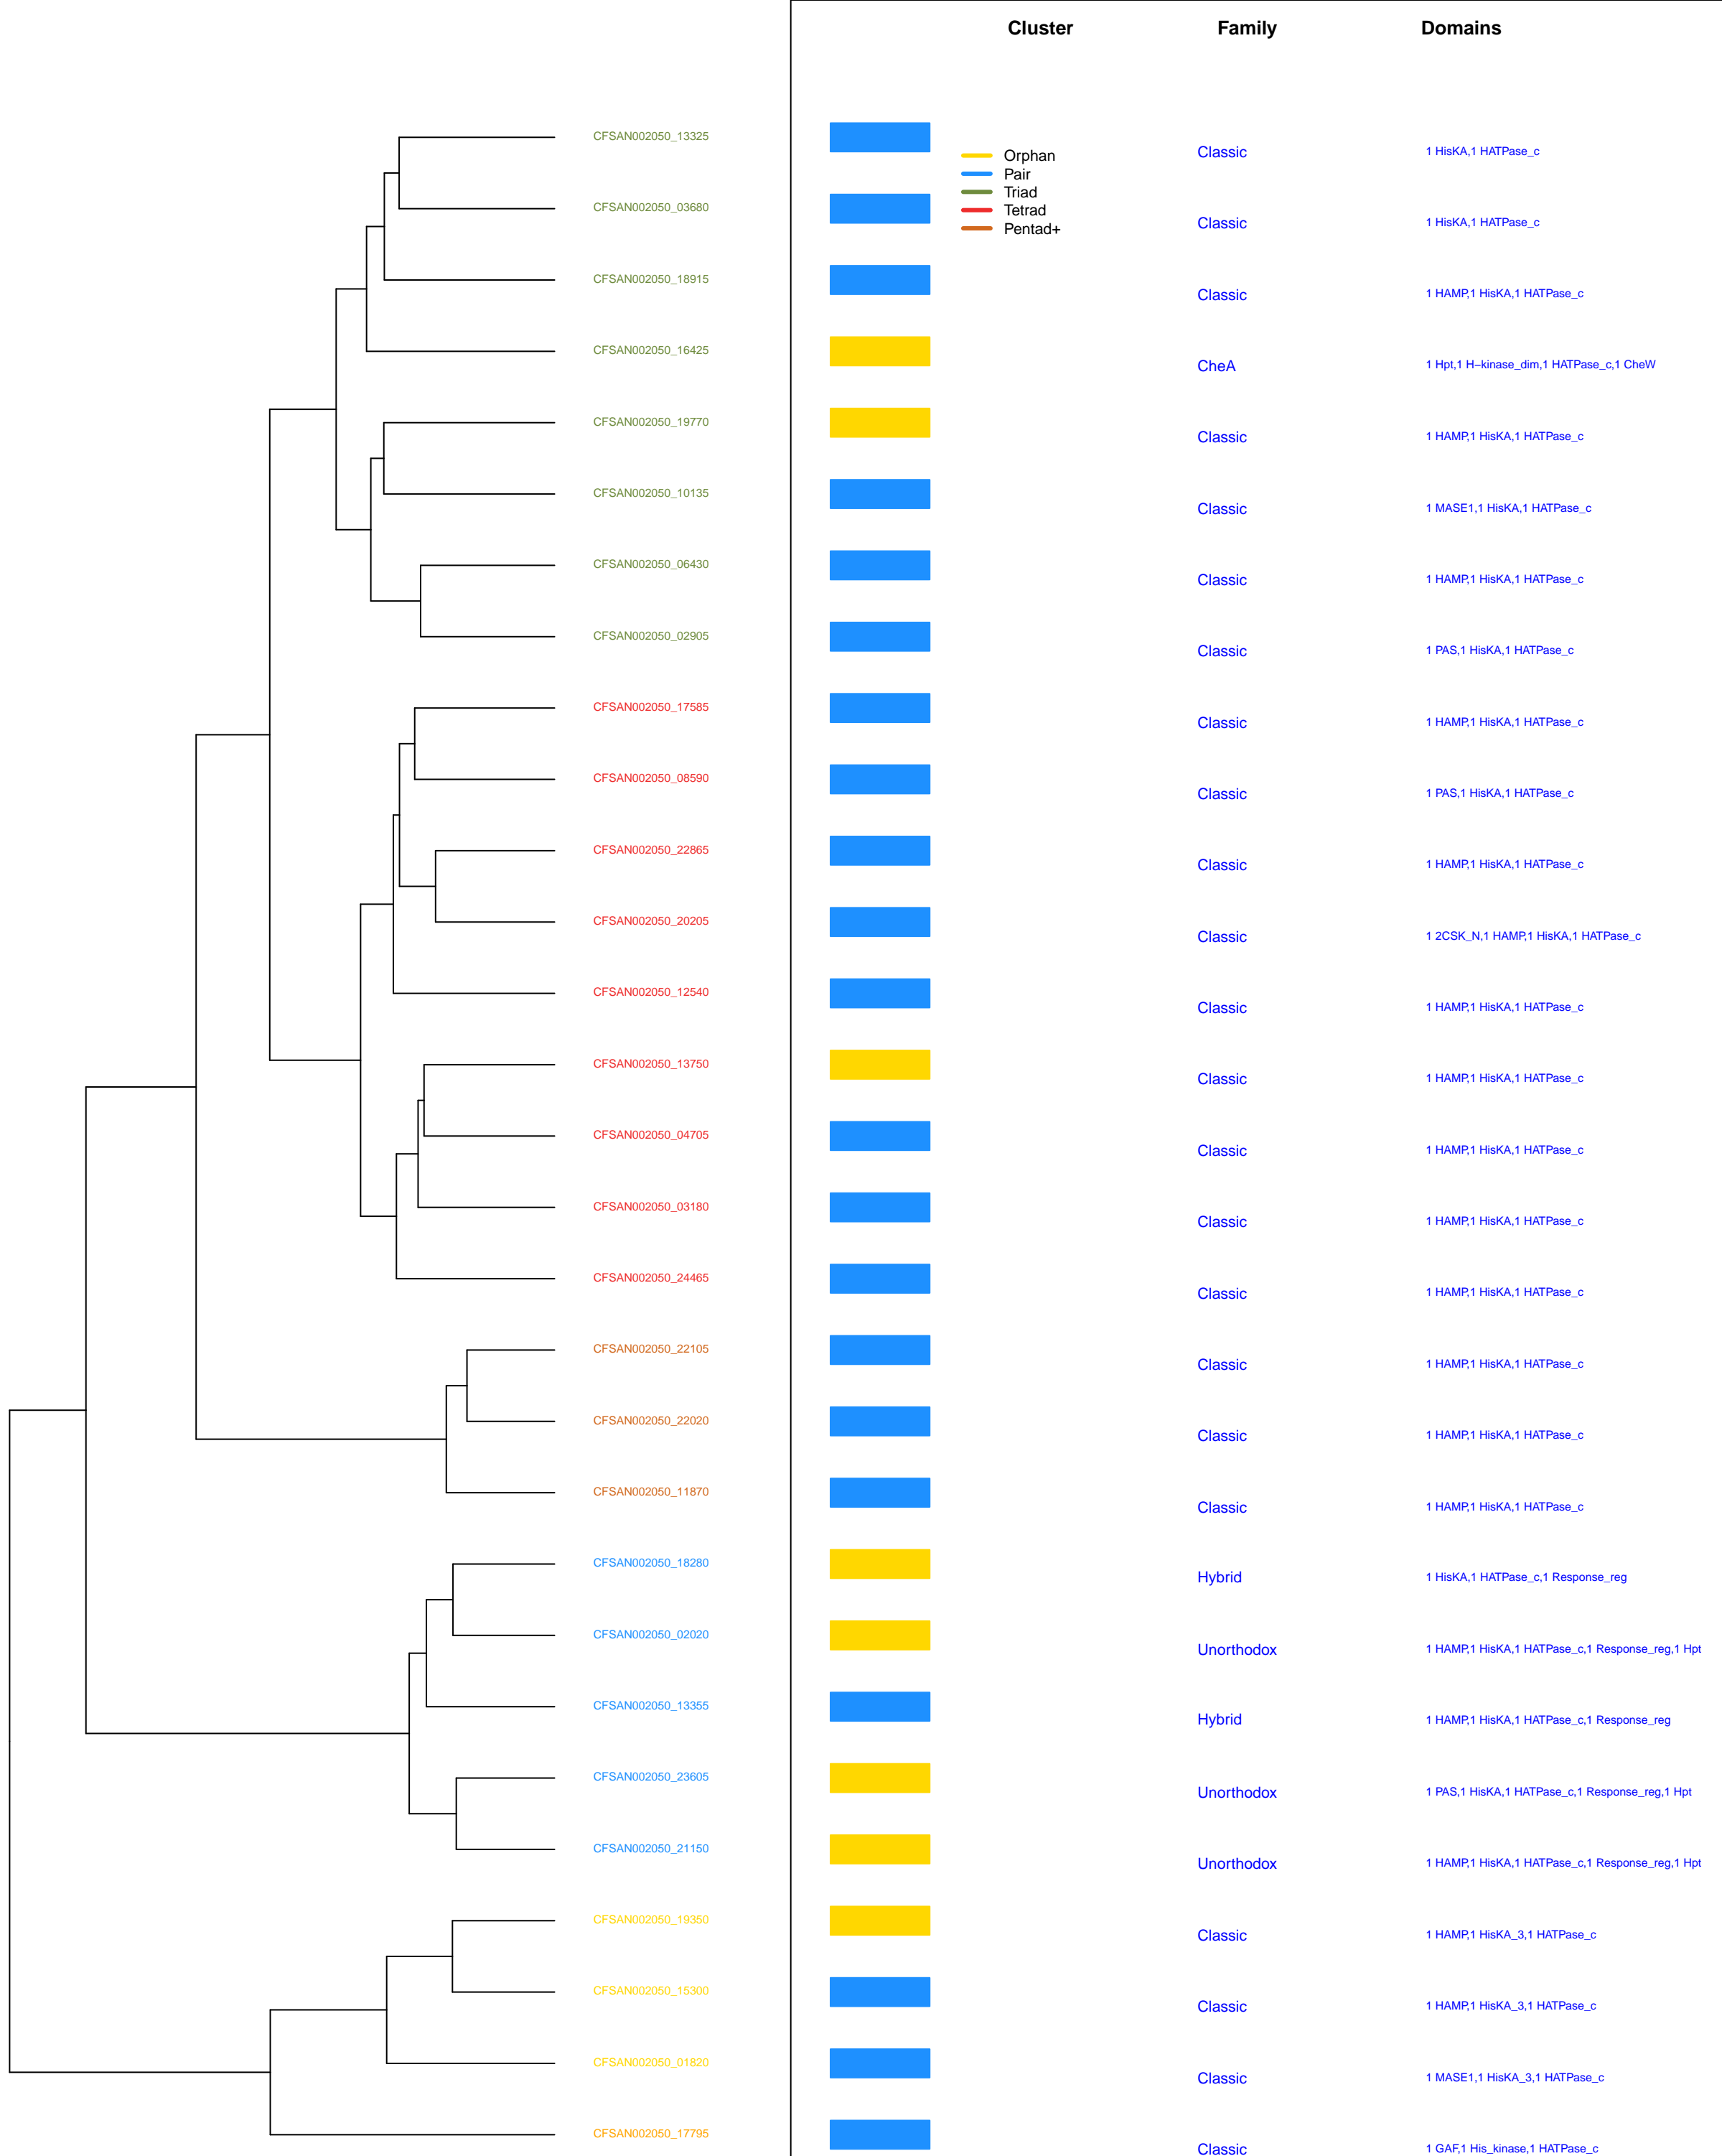 Cluster Family Domains
CFSAN002050_13325
Orphan
Classic 1 HisKA,1 HATPase_c
Pair
Triad
CFSAN002050_03680
Tetrad
Classic 1 HisKA,1 HATPase_c
Pentad+
CFSAN002050_18915
Classic 1 HAMP,1 HisKA,1 HATPase_c
CFSAN002050_16425
CheA 1 Hpt,1 H−kinase_dim,1 HATPase_c,1 CheW
CFSAN002050_19770
Classic 1 HAMP,1 HisKA,1 HATPase_c
CFSAN002050_10135
Classic 1 MASE1,1 HisKA,1 HATPase_c
CFSAN002050_06430
Classic 1 HAMP,1 HisKA,1 HATPase_c
CFSAN002050_02905
Classic 1 PAS,1 HisKA,1 HATPase_c
CFSAN002050_17585
Classic 1 HAMP,1 HisKA,1 HATPase_c
CFSAN002050_08590
Classic 1 PAS,1 HisKA,1 HATPase_c
CFSAN002050_22865
Classic 1 HAMP,1 HisKA,1 HATPase_c
CFSAN002050_20205
Classic 1 2CSK_N,1 HAMP,1 HisKA,1 HATPase_c
CFSAN002050_12540
Classic 1 HAMP,1 HisKA,1 HATPase_c
CFSAN002050_13750
Classic 1 HAMP,1 HisKA,1 HATPase_c
CFSAN002050_04705
Classic 1 HAMP,1 HisKA,1 HATPase_c
CFSAN002050_03180
Classic 1 HAMP,1 HisKA,1 HATPase_c
CFSAN002050_24465
Classic 1 HAMP,1 HisKA,1 HATPase_c
CFSAN002050_22105
Classic 1 HAMP,1 HisKA,1 HATPase_c
CFSAN002050_22020
Classic 1 HAMP,1 HisKA,1 HATPase_c
CFSAN002050_11870
Classic 1 HAMP,1 HisKA,1 HATPase_c
CFSAN002050_18280
Hybrid 1 HisKA,1 HATPase_c,1 Response_reg
CFSAN002050_02020
Unorthodox 1 HAMP,1 HisKA,1 HATPase_c,1 Response_reg,1 Hpt
CFSAN002050_13355
Hybrid 1 HAMP,1 HisKA,1 HATPase_c,1 Response_reg
CFSAN002050_23605
Unorthodox 1 PAS,1 HisKA,1 HATPase_c,1 Response_reg,1 Hpt
CFSAN002050_21150
Unorthodox 1 HAMP,1 HisKA,1 HATPase_c,1 Response_reg,1 Hpt
CFSAN002050_19350
Classic 1 HAMP,1 HisKA_3,1 HATPase_c
CFSAN002050_15300
Classic 1 HAMP,1 HisKA_3,1 HATPase_c
CFSAN002050_01820
Classic 1 MASE1,1 HisKA_3,1 HATPase_c
CFSAN002050_17795
Classic 1 GAF,1 His_kinase,1 HATPase_c